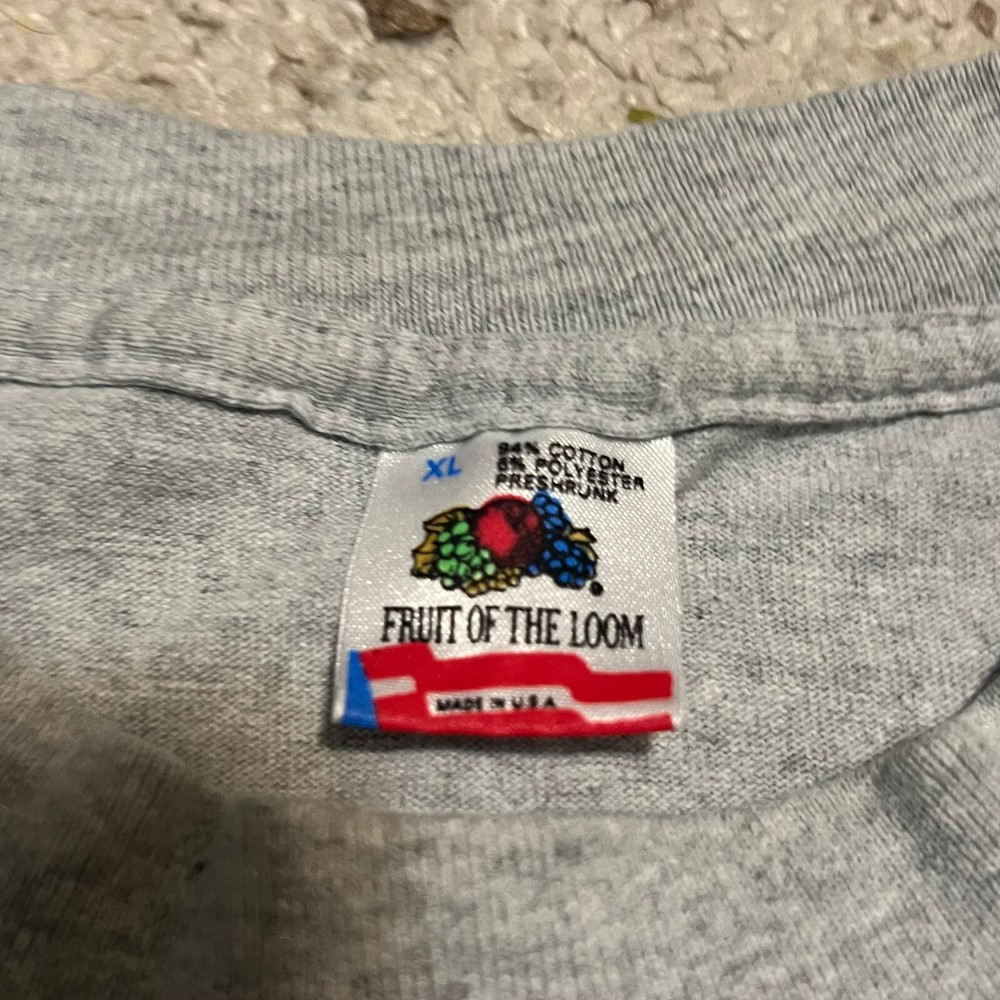 XL
94% COTTON
6% POLYESTER
PRESHRUNK
FRUIT OF THE LOOM
MADE IN U.S.A